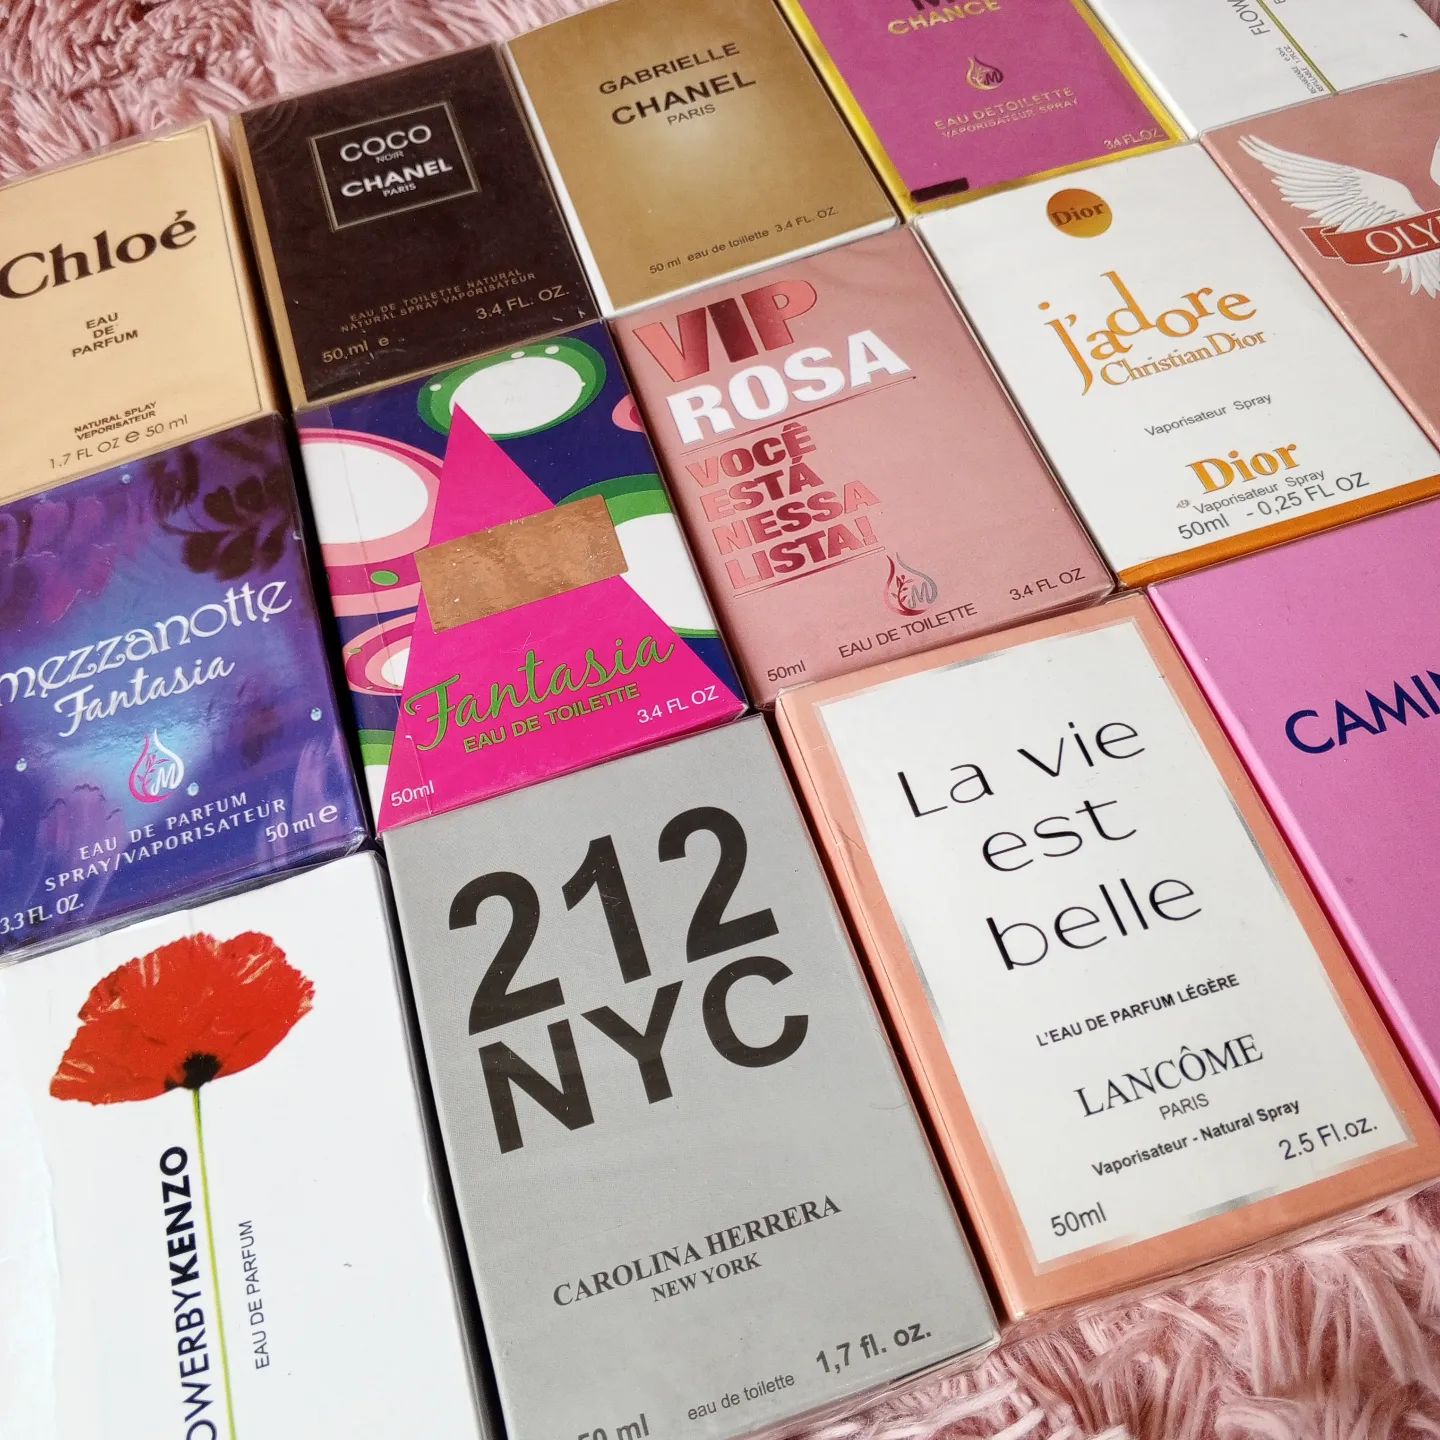 Chloé
EAU
DE
PARFUM
NATURAL SPLAY
VEPORISATEUR
1.7 FL OZ e 50 ml
COCO
NOIR
CHANEL
PARIS
EAU DE TOILETTE NATURAL
NATURAL SPRAY VAPORISATEUR
50 ml e 3.4 FL. OZ.
GABRIELLE
CHANEL
PARIS
50 ml eau de toilette 3.4 FL. OZ.
CHANCE
M
EAU DETOILETTE
VAPORISATEUR SPRAY
3.4 FL.OZ
mezzanotte
Fantasia
M
EAU DE PARFUM
SPRAY/VAPORISATEUR
50 ml e
3.3 FL. OZ.
Fantasia
EAU DE TOILETTE
50ml 3.4 FL OZ
VIP
ROSA
VOCÊ
ESTÁ
NESSA
LISTA!
M
EAU DE TOILETTE
50ml 3.4 FL OZ
Dior
j'adore
Christian Dior
Vaporisateur Spray
Dior
Vaporisateur Spray
50ml - 0,25 FL OZ
OLY
BYKENZO
EAU DE PARFUM
212
NYC
CAROLINA HERRERA
NEW YORK
50 ml eau de toilette 1,7 fl. oz.
La vie
est
belle
L'EAU DE PARFUM LÉGÈRE
LANCÔME
PARIS
Vaporisateur - Natural Spray
50ml 2.5 Fl.oz.
CAMI